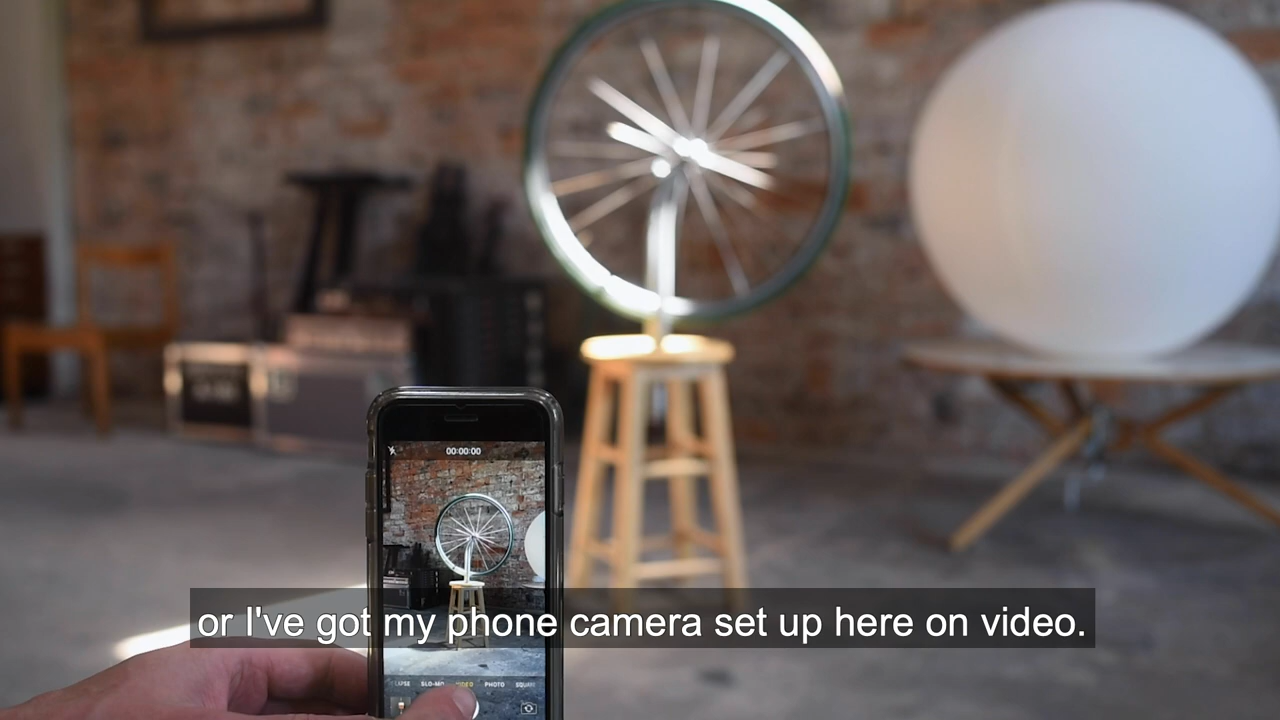 00:00:00
or I've got my phone camera set up here on video.
LAPSE SLO-MO VIDEO PHOTO SQUARE